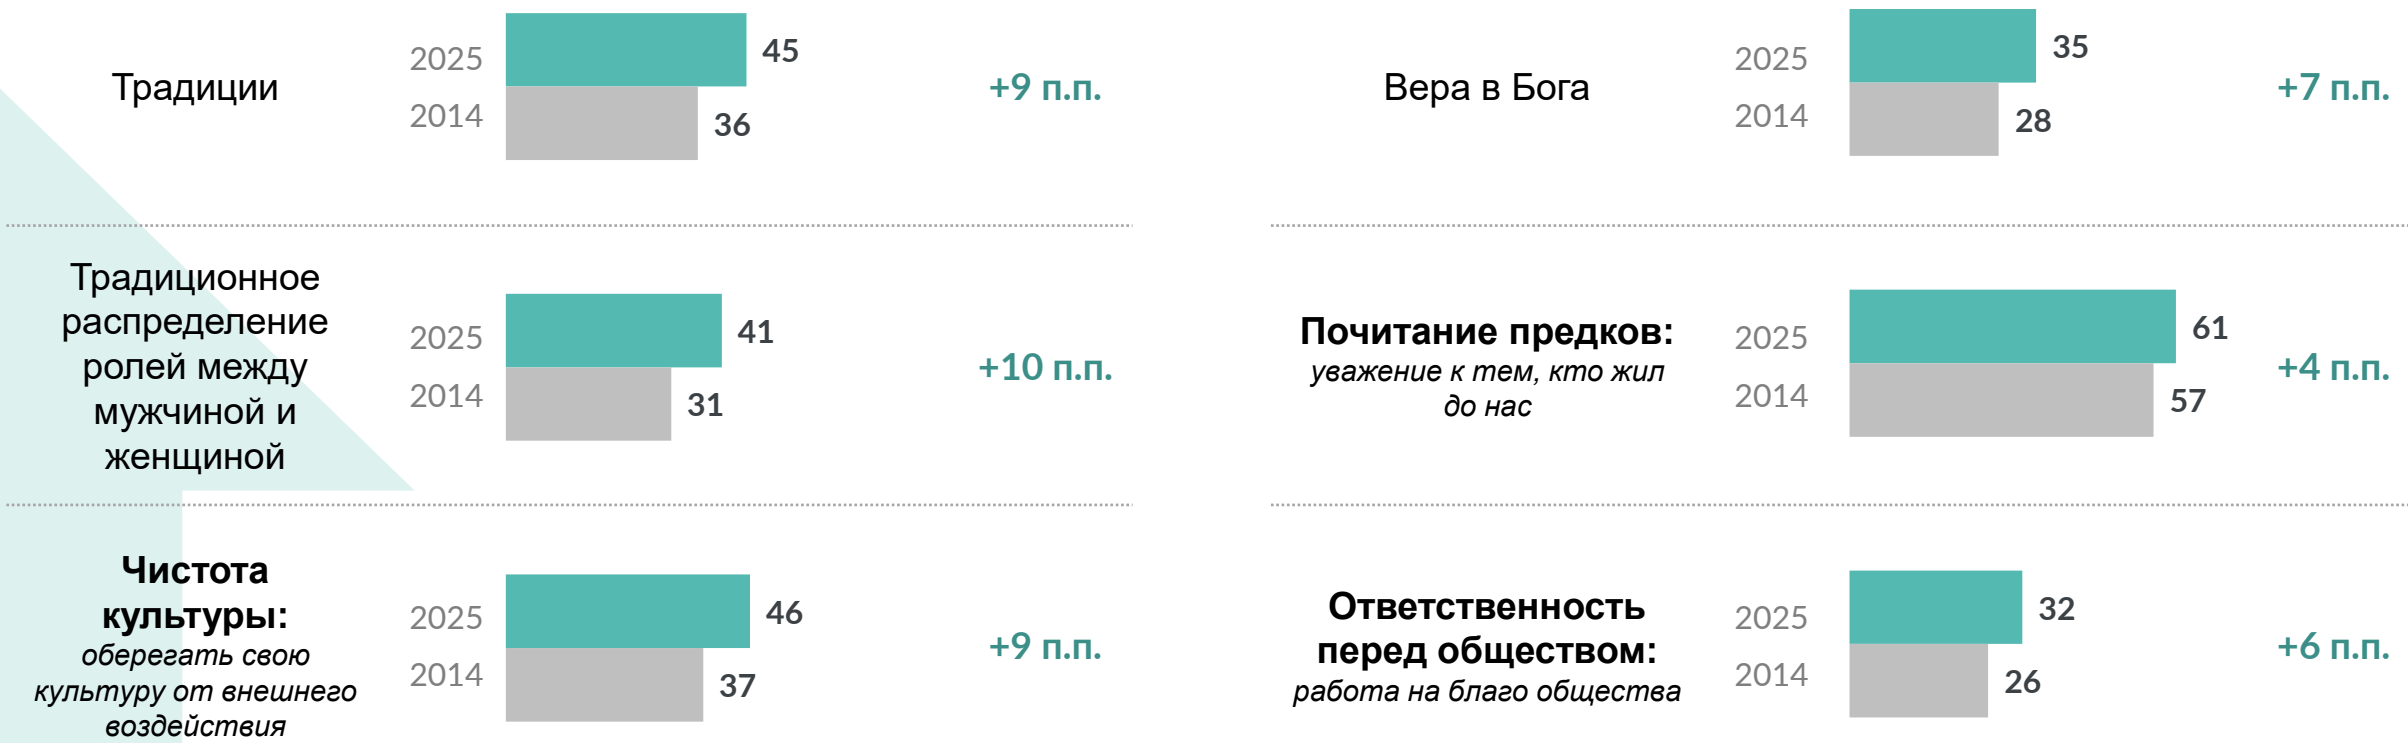 Традиции
2025
45
2014
36
+9 п.п.
Вера в Бога
2025
35
2014
28
+7 п.п.
Традиционное
распределение
ролей между
мужчиной и
женщиной
2025
41
2014
31
+10 п.п.
Почитание предков:
уважение к тем, кто жил
до нас
2025
61
2014
57
+4 п.п.
Чистота
культуры:
оберегать свою
культуру от внешнего
воздействия
2025
46
2014
37
+9 п.п.
Ответственность
перед обществом:
работа на благо общества
2025
32
2014
26
+6 п.п.